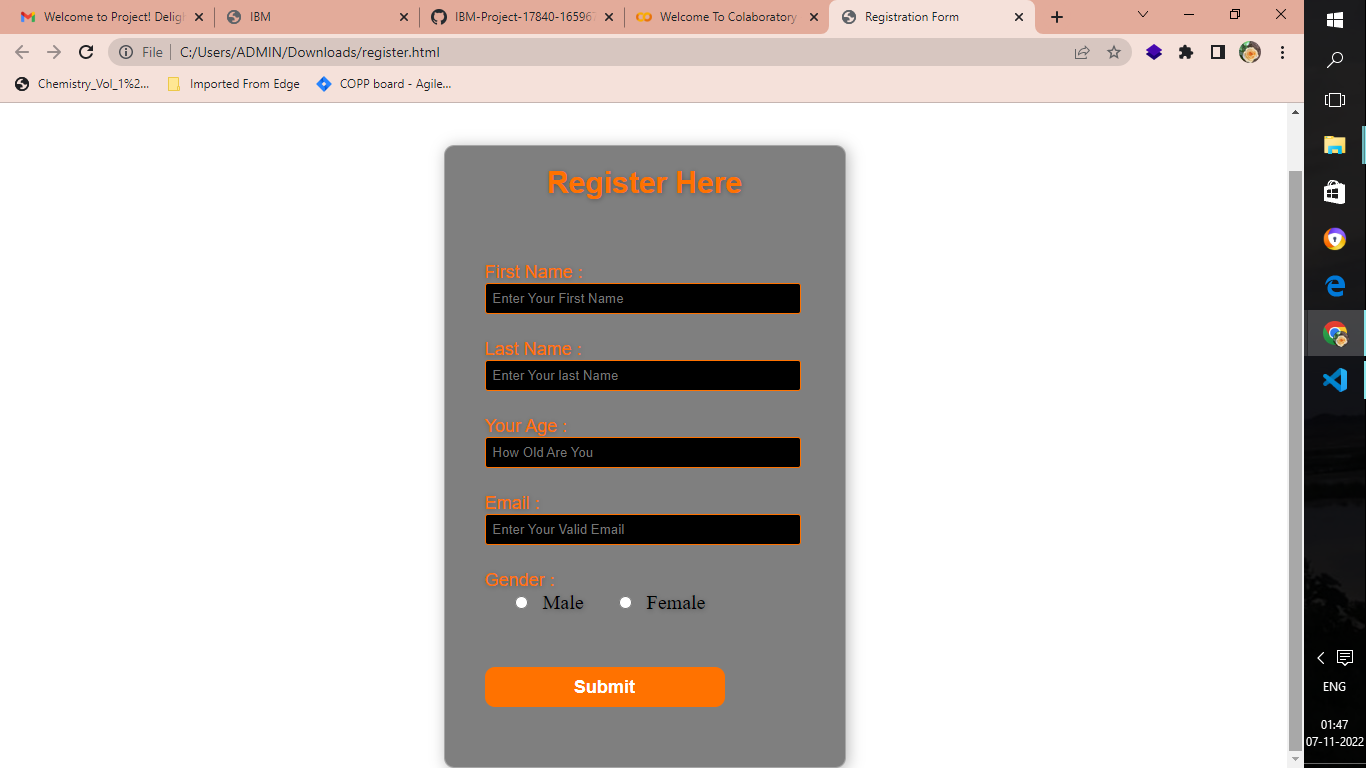 Welcome to Project! Deligh
IBM
IBM-Project-17840-165967
Welcome To Colaboratory
Registration Form
File
C:/Users/ADMIN/Downloads/register.html
Chemistry_Vol_1%2...
Imported From Edge
COPP board - Agile...
Register Here
First Name :
Enter Your First Name
Last Name :
Enter Your last Name
Your Age :
How Old Are You
Email :
Enter Your Valid Email
Gender :
Male Female
Submit
ENG
01:47
07-11-2022